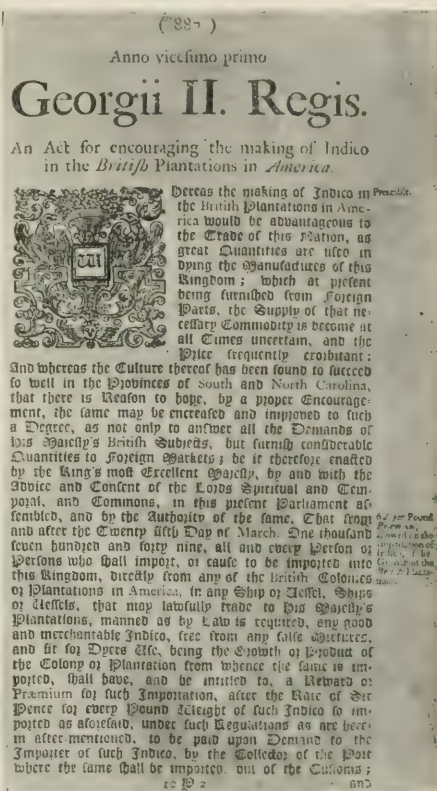 (887)
Anno vicesimo primo
Georgii II. Regis.
An Act for encouraging the making of Indico
in the British Plantations in America.
WHereas the making of Indico in
Preamble.
the British Plantations in Ame-
rica would be advantageous to
the Trade of this Nation, as
great Quantities are used in
dying the Manufactures of this
Kingdom; which at present
being furnished from Foreign
Parts, the Supply of that ne-
cessary Commodity is become at
all Times uncertain, and the
Price frequently exorbitant:
And whereas the Culture thereof has been found to succeed
so well in the Provinces of South and North Carolina,
that there is Reason to hope, by a proper Encourage-
ment, the same may be encreased and improved to such
a Degree, as not only to answer all the Demands of
His Majesty's British Subjects, but furnish considerable
Quantities to Foreign Markets; be it therefore enacted
by the King's most Excellent Majesty, by and with the
Advice and Consent of the Lords Spiritual and Tem-
poral, and Commons, in this present Parliament as-
sembled, and by the Authority of the same, That from
and after the Twenty fifth Day of March, One thousand
seven hundred and forty nine, all and every Person or
Persons who shall import, or cause to be imported into
this Kingdom, directly from any of the British Colonies
or Plantations in America, in any Ship or Vessel, Ships
or Vessels, that may lawfully trade to His Majesty's
Plantations, manned as by Law is required, any good
and merchantable Indico, free from any false Mixtures,
and fit for Dyers Use, being the Growth or Product of
the Colony or Plantation from whence the same is im-
ported, shall have, and be intitled to, a Reward or
Præmium for such Importation, after the Rate of Six
Pence for every Pound Weight of such Indico so im-
ported as aforesaid, under such Regulations as are here-
in after mentioned, to be paid upon Demand to the
Importer of such Indico, by the Collector of the Port
where the same shall be imported, out of the Customs;
10 P 2
and
6d. per Pound